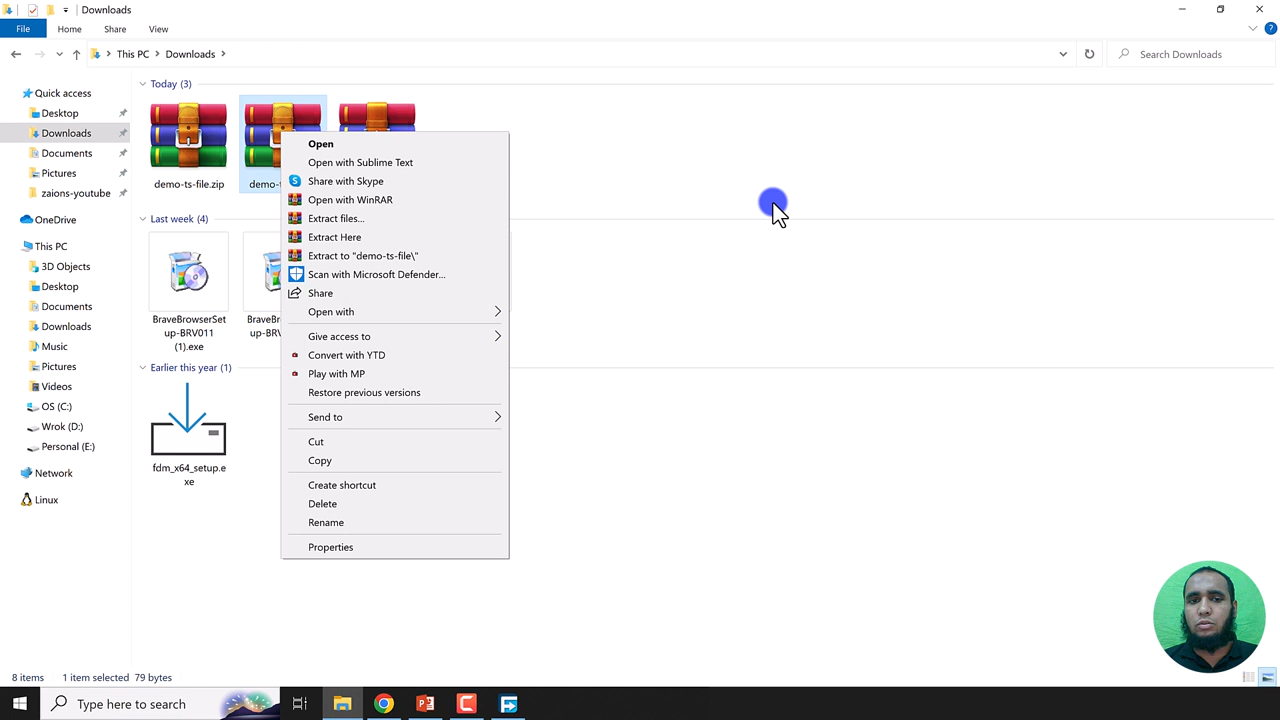 Downloads
File
Home
Share
View
This PC
Downloads
Search Downloads
Quick access
Desktop
Downloads
Documents
Pictures
zaions-youtube
OneDrive
This PC
3D Objects
Desktop
Documents
Downloads
Music
Pictures
Videos
OS (C:)
Wrok (D:)
Personal (E:)
Network
Linux
Today (3)
demo-ts-file.zip
Last week (4)
BraveBrowserSet
up-BRV011
(1).exe
Earlier this year (1)
fdm_x64_setup.e
xe
Open
Open with Sublime Text
Share with Skype
Open with WinRAR
Extract files...
Extract Here
Extract to "demo-ts-file\"
Scan with Microsoft Defender...
Share
Open with
Give access to
Convert with YTD
Play with MP
Restore previous versions
Send to
Cut
Copy
Create shortcut
Delete
Rename
Properties
8 items
1 item selected 79 bytes
Type here to search